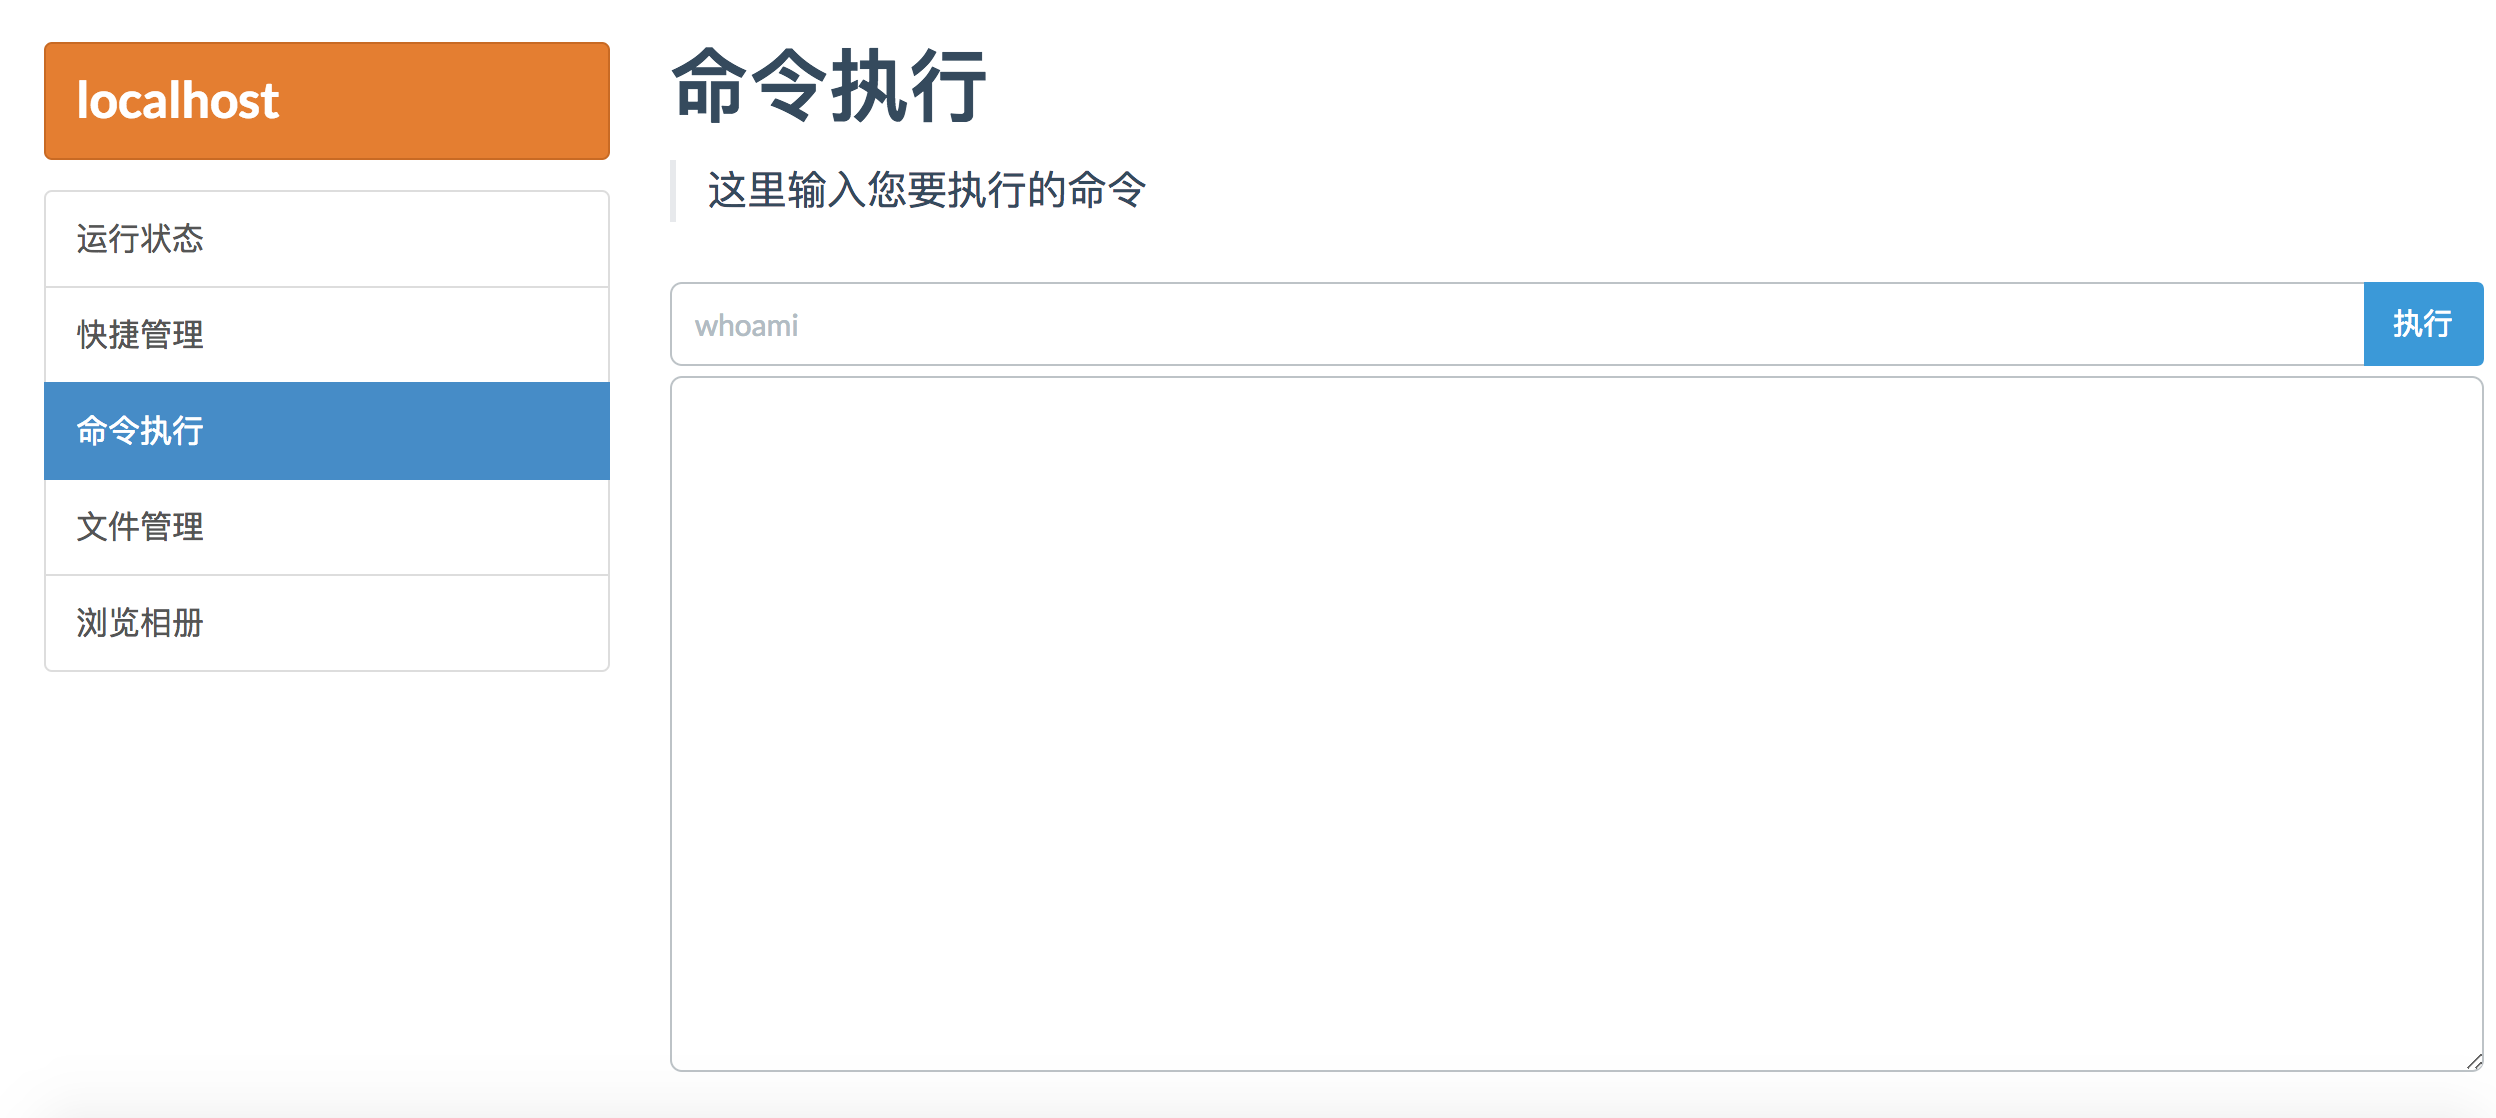 localhost
运行状态
快捷管理
命令执行
文件管理
浏览相册
命令执行
这里输入您要执行的命令
whoami
执行